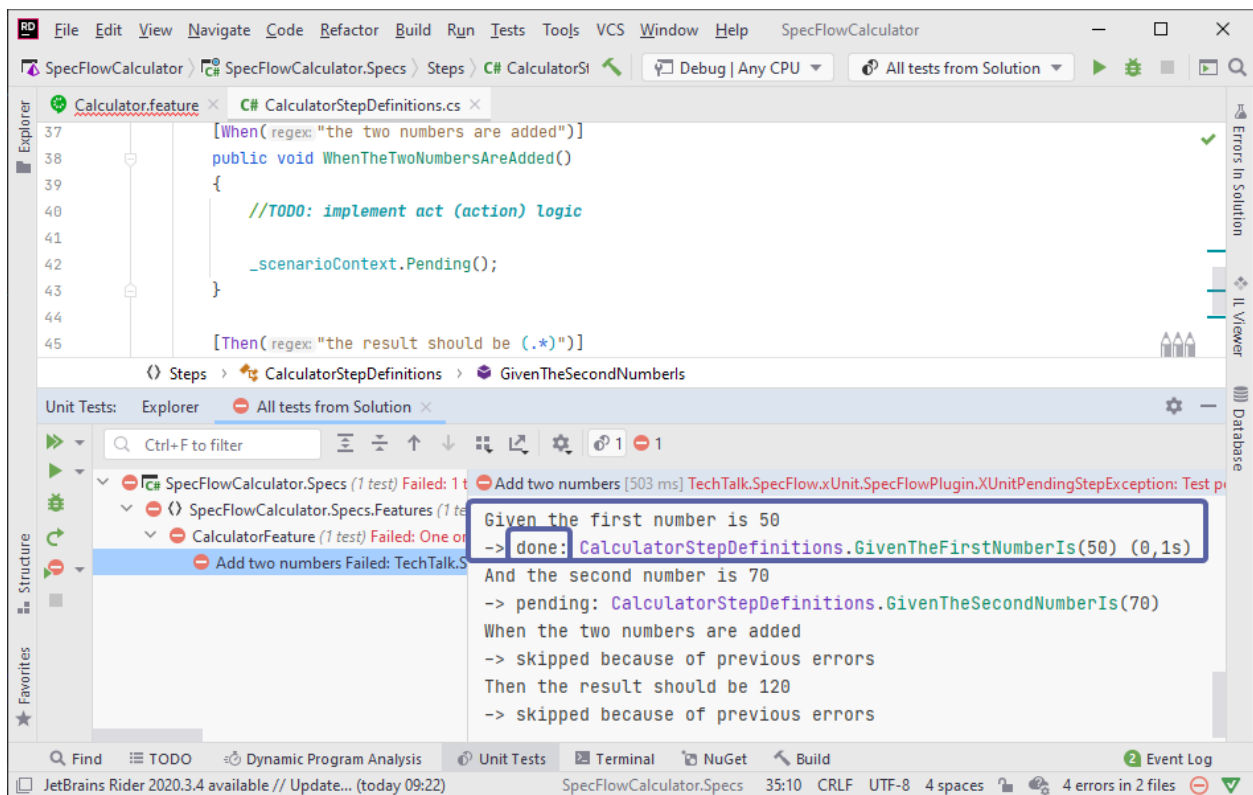 RD File Edit View Navigate Code Refactor Build Run Tests Tools VCS Window Help SpecFlowCalculator
SpecFlowCalculator C# SpecFlowCalculator.Specs Steps C# CalculatorSt Debug | Any CPU All tests from Solution
Explorer
Calculator.feature C# CalculatorStepDefinitions.cs
37 [When( regex: "the two numbers are added")]
38 public void WhenTheTwoNumbersAreAdded()
39 {
40 //TODO: implement act (action) logic
41
42 _scenarioContext.Pending();
43 }
44
45 [Then( regex: "the result should be (.*)")]
Errors In Solution
IL Viewer
Database
Steps CalculatorStepDefinitions GivenTheSecondNumberIs
Unit Tests: Explorer All tests from Solution
Ctrl+F to filter 1 1
C# SpecFlowCalculator.Specs (1 test) Failed: 1 t
SpecFlowCalculator.Specs.Features (1 te
CalculatorFeature (1 test) Failed: One or
Add two numbers Failed: TechTalk.S
Add two numbers [503 ms] TechTalk.SpecFlow.xUnit.SpecFlowPlugin.XUnitPendingStepException: Test pe
Given the first number is 50
-> done: CalculatorStepDefinitions.GivenTheFirstNumberIs(50) (0,1s)
And the second number is 70
-> pending: CalculatorStepDefinitions.GivenTheSecondNumberIs(70)
When the two numbers are added
-> skipped because of previous errors
Then the result should be 120
-> skipped because of previous errors
Structure
Favorites
Find TODO Dynamic Program Analysis Unit Tests Terminal NuGet Build 2 Event Log
JetBrains Rider 2020.3.4 available // Update... (today 09:22) SpecFlowCalculator.Specs 35:10 CRLF UTF-8 4 spaces 4 errors in 2 files